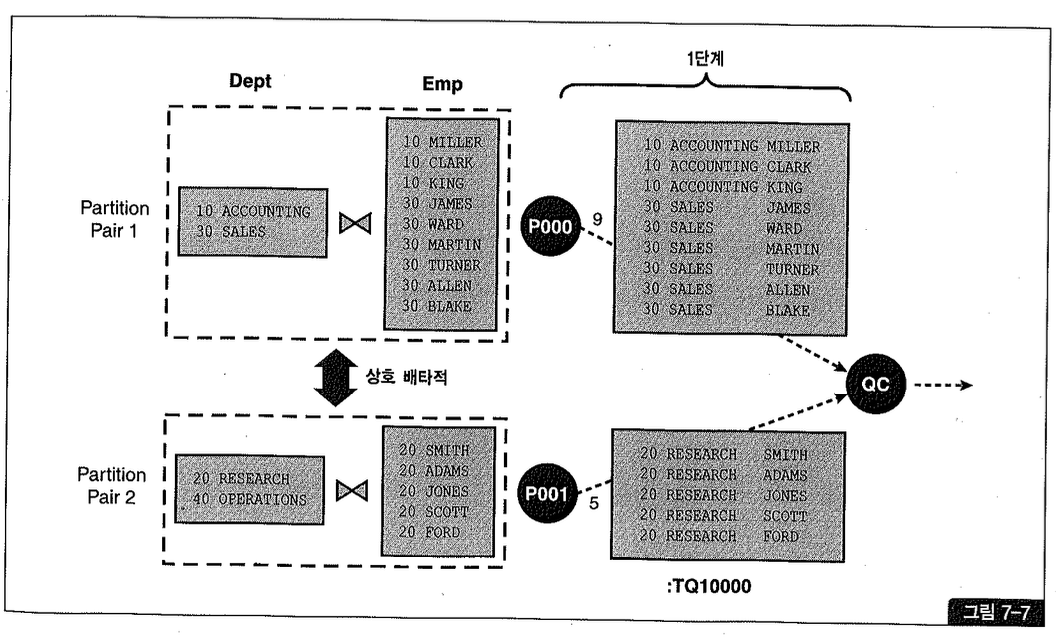 1단계
Dept
Emp
Partition
Pair 1
10 ACCOUNTING
30 SALES
10 MILLER
10 CLARK
10 KING
30 JAMES
30 WARD
30 MARTIN
30 TURNER
30 ALLEN
30 BLAKE
P000
9
10 ACCOUNTING MILLER
10 ACCOUNTING CLARK
10 ACCOUNTING KING
30 SALES JAMES
30 SALES WARD
30 SALES MARTIN
30 SALES TURNER
30 SALES ALLEN
30 SALES BLAKE
상호 배타적
QC
Partition
Pair 2
20 RESEARCH
40 OPERATIONS
20 SMITH
20 ADAMS
20 JONES
20 SCOTT
20 FORD
P001
5
20 RESEARCH SMITH
20 RESEARCH ADAMS
20 RESEARCH JONES
20 RESEARCH SCOTT
20 RESEARCH FORD
:TQ10000
그림 7-7